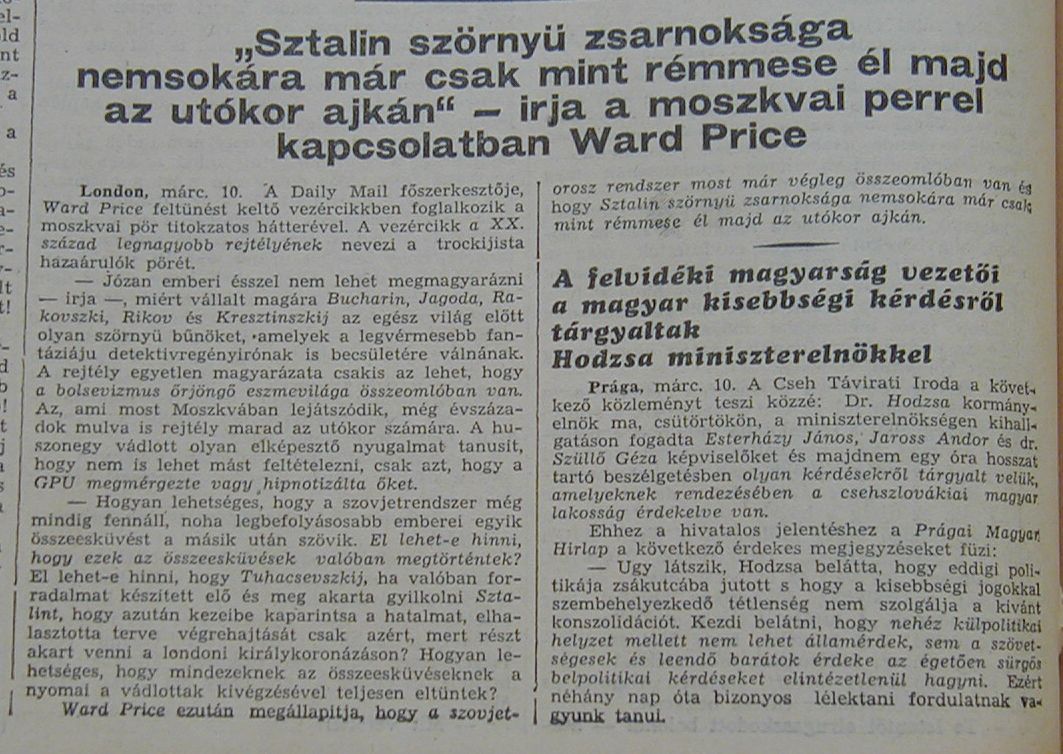 „Sztalin szörnyü zsarnoksága
nemsokára már csak mint rémmese él majd
az utókor ajkán“ — irja a moszkvai perrel
kapcsolatban Ward Price
London, márc. 10. A Daily Mail főszerkesztője,
Ward Price feltünést keltő vezércikkben foglalkozik a
moszkvai pör titokzatos hátterével. A vezércikk a XX.
század legnagyobb rejtélyének nevezi a trockijista
hazaárulók pörét.
— Józan emberi ésszel nem lehet megmagyarázni
— irja —, miért vállalt magára Bucharin, Jagoda, Ra-
kovszki, Rikov és Kresztinszkij az egész világ előtt
olyan szörnyü bűnöket, amelyek a legvérmesebb fan-
táziáju detektivregényirónak is becsületére válnának.
A rejtély egyetlen magyarázata csakis az lehet, hogy
a bolsevizmus őrjöngő eszmevilága összeomlóban van.
Az, ami most Moszkvában lejátszódik, még évszáza-
dok mulva is rejtély marad az utókor számára. A hu-
szonegy vádlott olyan elképesztő nyugalmat tanusit,
hogy nem is lehet mást feltételezni, csak azt, hogy a
GPU megmérgezte vagy hipnotizálta őket.
— Hogyan lehetséges, hogy a szovjetrendszer még
mindig fennáll, noha legbefolyásosabb emberei egyik
összeesküvést a másik után szövik. El lehet-e hinni,
hogy ezek az összeesküvések valóban megtörténtek?
El lehet-e hinni, hogy Tuhacsevszkij, ha valóban for-
radalmat készitett elő és meg akarta gyilkolni Szta-
lint, hogy azután kezeibe kaparintsa a hatalmat, elha-
lasztotta terve végrehajtását csak azért, mert részt
akart venni a londoni királykoronázáson? Hogyan le-
hetséges, hogy mindezeknek az összeesküvéseknek a
nyomai a vádlottak kivégzésével teljesen eltüntek?
Ward Price ezután megállapitja, hogy a szovjet-
orosz rendszer most már végleg összeomlóban van és
hogy Sztalin szörnyü zsarnoksága nemsokára már csak
mint rémmese él majd az utókor ajkán.
A felvidéki magyarság vezetői
a magyar kisebbségi kérdésről
tárgyaltak
Hodzsa miniszterelnökkel
Prága, márc. 10. A Cseh Távirati Iroda a követ-
kező közleményt teszi közzé: Dr. Hodzsa kormány-
elnök ma, csütörtökön, a miniszterelnökségen kihall-
gatáson fogadta Esterházy János, Jaross Andor és dr.
Szüllő Géza képviselőket és majdnem egy óra hosszat
tartó beszélgetésben olyan kérdésekről tárgyalt velük,
amelyeknek rendezésében a csehszlovákiai magyar
lakosság érdekelve van.
Ehhez a hivatalos jelentéshez a Prágai Magyar
Hirlap a következő érdekes megjegyzéseket füzi:
— Ugy látszik, Hodzsa belátta, hogy eddigi poli-
tikája zsákutcába jutott s hogy a kisebbségi jogokkal
szembehelyezkedő tétlenség nem szolgálja a kivánt
konszolidációt. Kezdi belátni, hogy nehéz külpolitikai
helyzet mellett nem lehet államérdek, sem a szövet-
ségesek és leendő barátok érdeke az égetően sürgős
belpolitikai kérdéseket elintézetlenül hagyni. Ezért
néhány nap óta bizonyos lélektani fordulatnak va-
gyunk tanui.